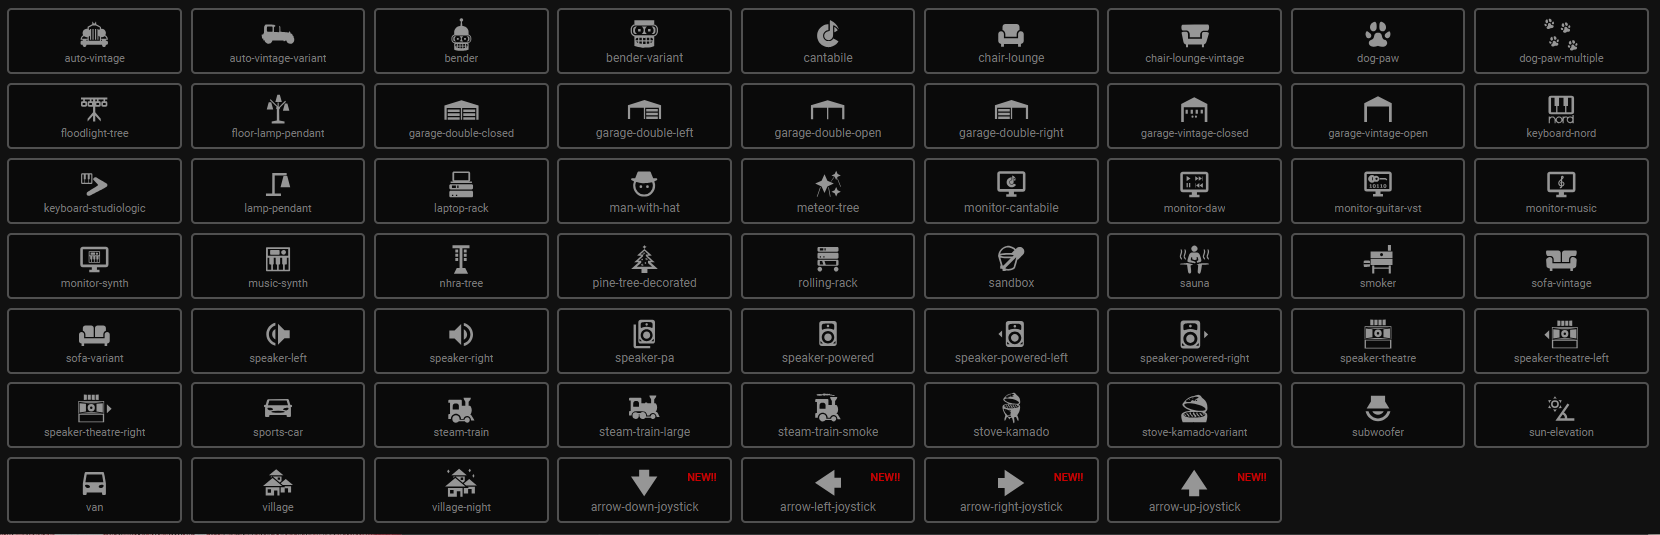 auto-vintage
auto-vintage-variant
bender
bender-variant
cantabile
chair-lounge
chair-lounge-vintage
dog-paw
dog-paw-multiple
floodlight-tree
floor-lamp-pendant
garage-double-closed
garage-double-left
garage-double-open
garage-double-right
garage-vintage-closed
garage-vintage-open
nord
keyboard-nord
keyboard-studiologic
lamp-pendant
laptop-rack
man-with-hat
meteor-tree
monitor-cantabile
monitor-daw
10110
monitor-guitar-vst
monitor-music
monitor-synth
music-synth
nhra-tree
pine-tree-decorated
rolling-rack
sandbox
sauna
smoker
sofa-vintage
sofa-variant
speaker-left
speaker-right
speaker-pa
speaker-powered
speaker-powered-left
speaker-powered-right
speaker-theatre
speaker-theatre-left
speaker-theatre-right
sports-car
steam-train
steam-train-large
steam-train-smoke
stove-kamado
stove-kamado-variant
subwoofer
sun-elevation
van
village
village-night
NEW!!
arrow-down-joystick
NEW!!
arrow-left-joystick
NEW!!
arrow-right-joystick
NEW!!
arrow-up-joystick